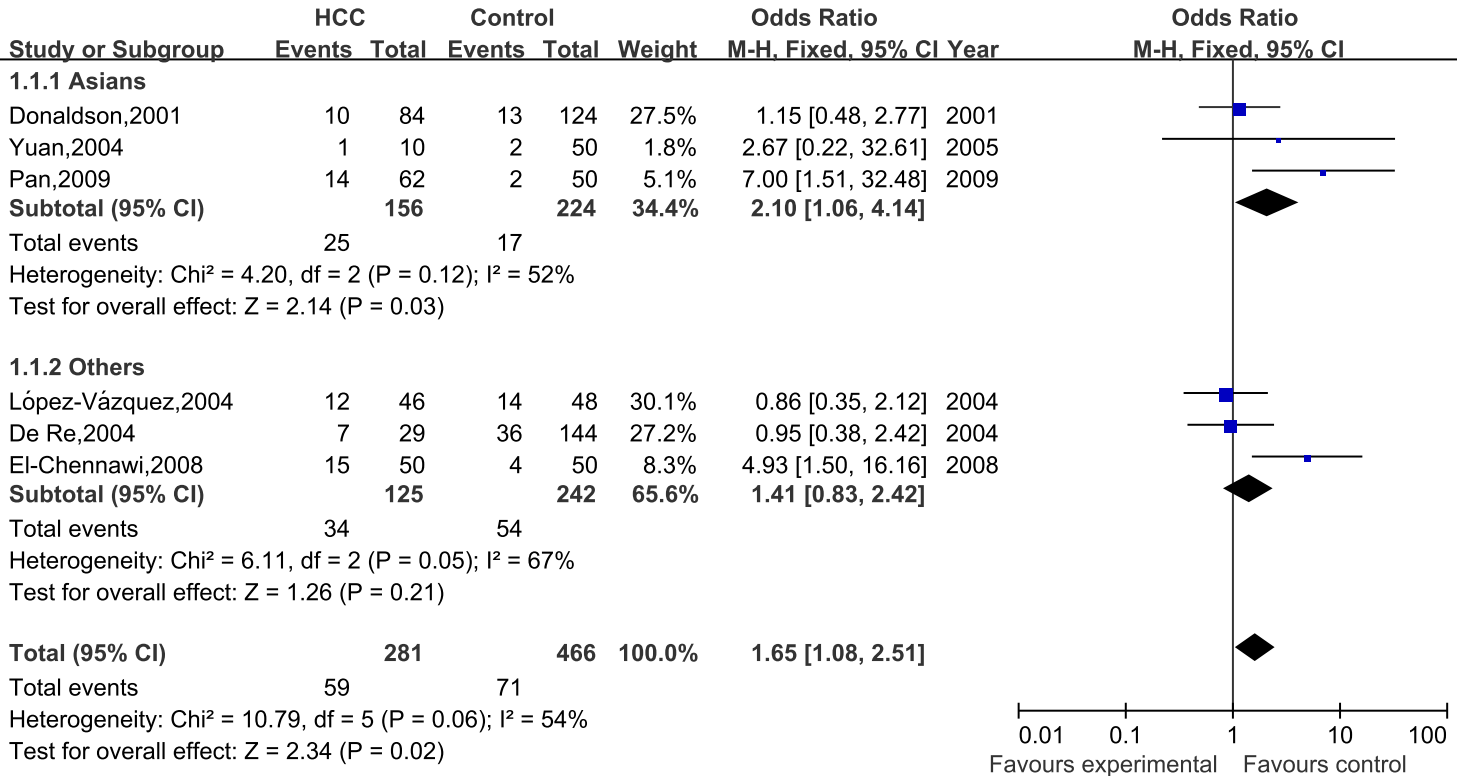 HCC Control Odds Ratio Odds Ratio
Study or Subgroup Events Total Events Total Weight M-H, Fixed, 95% CI Year M-H, Fixed, 95% CI
1.1.1 Asians
Donaldson,2001 10 84 13 124 27.5% 1.15 [0.48, 2.77] 2001
Yuan,2004 1 10 2 50 1.8% 2.67 [0.22, 32.61] 2005
Pan,2009 14 62 2 50 5.1% 7.00 [1.51, 32.48] 2009
Subtotal (95% CI) 156 224 34.4% 2.10 [1.06, 4.14]
Total events 25 17
Heterogeneity: Chi² = 4.20, df = 2 (P = 0.12); I² = 52%
Test for overall effect: Z = 2.14 (P = 0.03)
1.1.2 Others
López-Vázquez,2004 12 46 14 48 30.1% 0.86 [0.35, 2.12] 2004
De Re,2004 7 29 36 144 27.2% 0.95 [0.38, 2.42] 2004
El-Chennawi,2008 15 50 4 50 8.3% 4.93 [1.50, 16.16] 2008
Subtotal (95% CI) 125 242 65.6% 1.41 [0.83, 2.42]
Total events 34 54
Heterogeneity: Chi² = 6.11, df = 2 (P = 0.05); I² = 67%
Test for overall effect: Z = 1.26 (P = 0.21)
Total (95% CI) 281 466 100.0% 1.65 [1.08, 2.51]
Total events 59 71
Heterogeneity: Chi² = 10.79, df = 5 (P = 0.06); I² = 54%
Test for overall effect: Z = 2.34 (P = 0.02)
0.01 0.1 1 10 100
Favours experimental Favours control